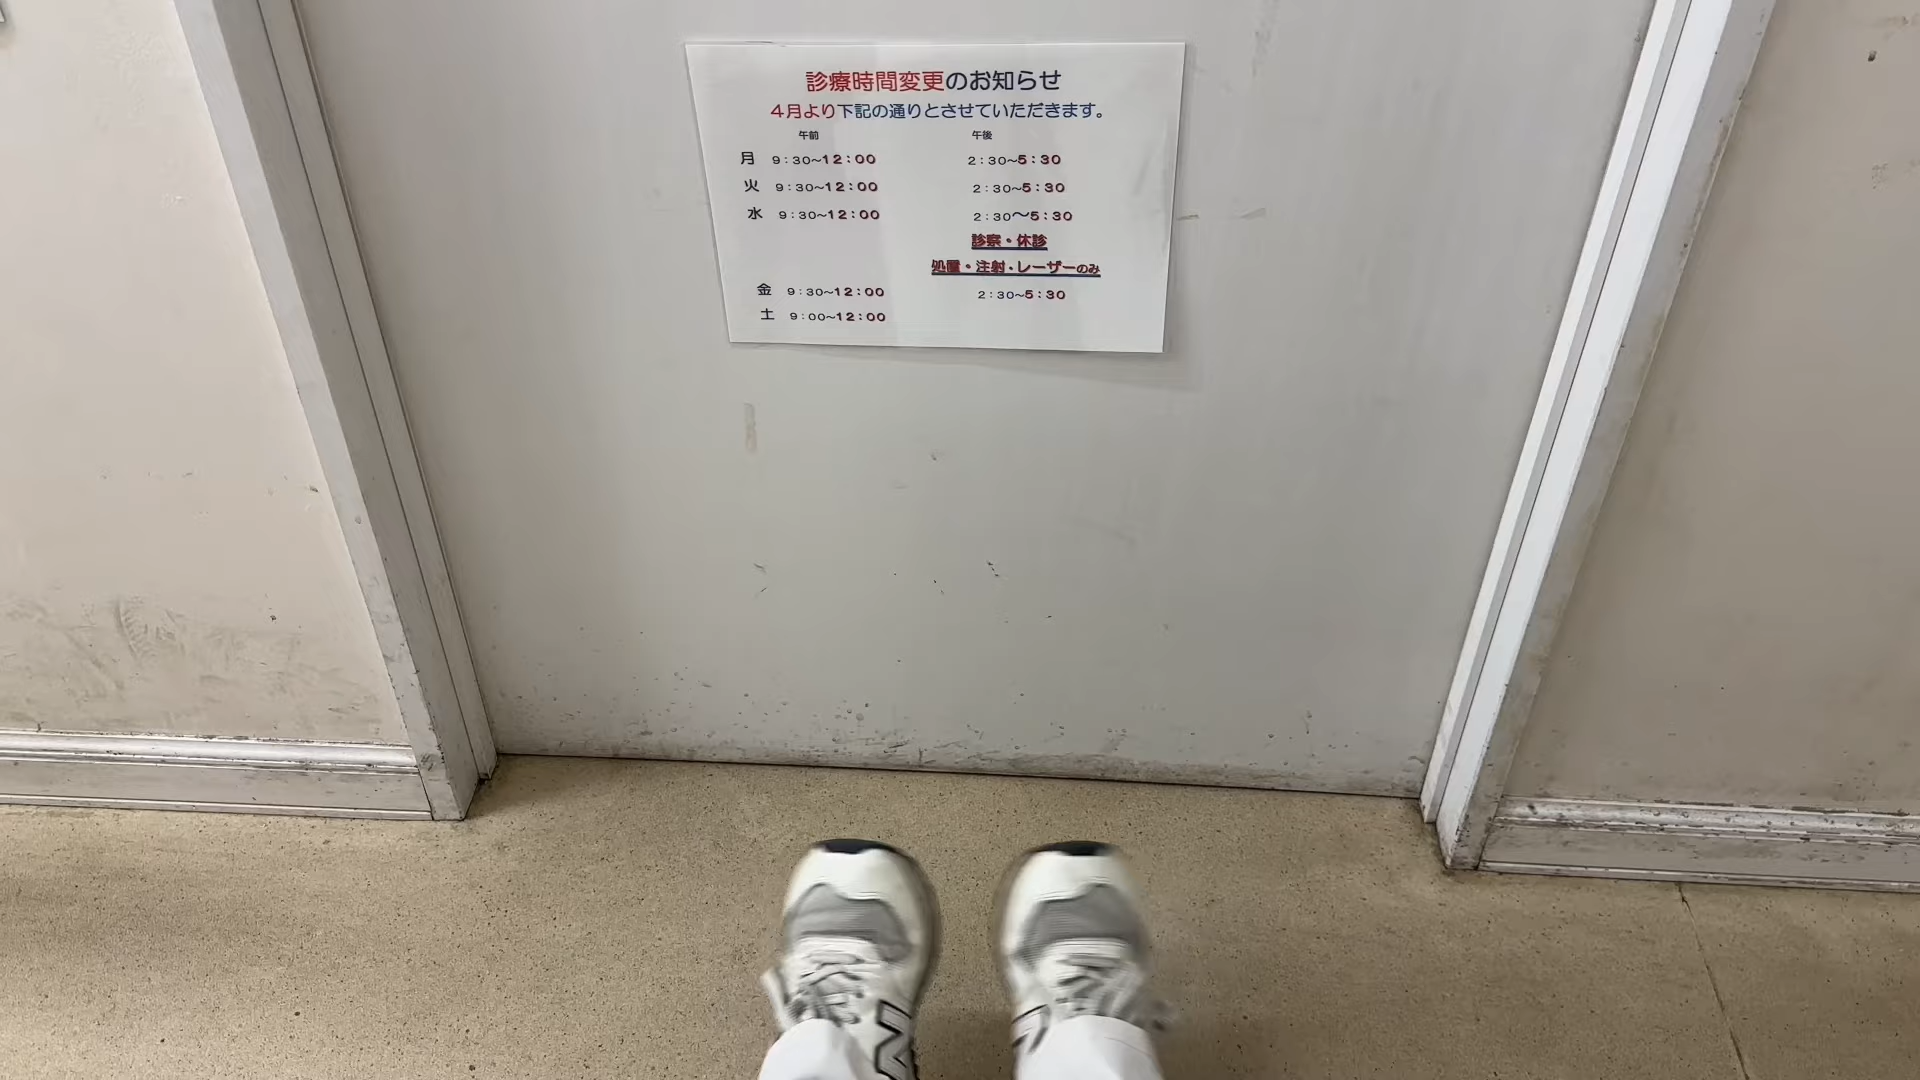 診療時間変更のお知らせ
4月より下記の通りとさせていただきます。
午前 午後
月 9:30~12:00 2:30~5:30
火 9:30~12:00 2:30~5:30
水 9:30~12:00 2:30～5:30
診察・休診
処置・注射・レーザーのみ
金 9:30~12:00 2:30~5:30
土 9:00~12:00
N